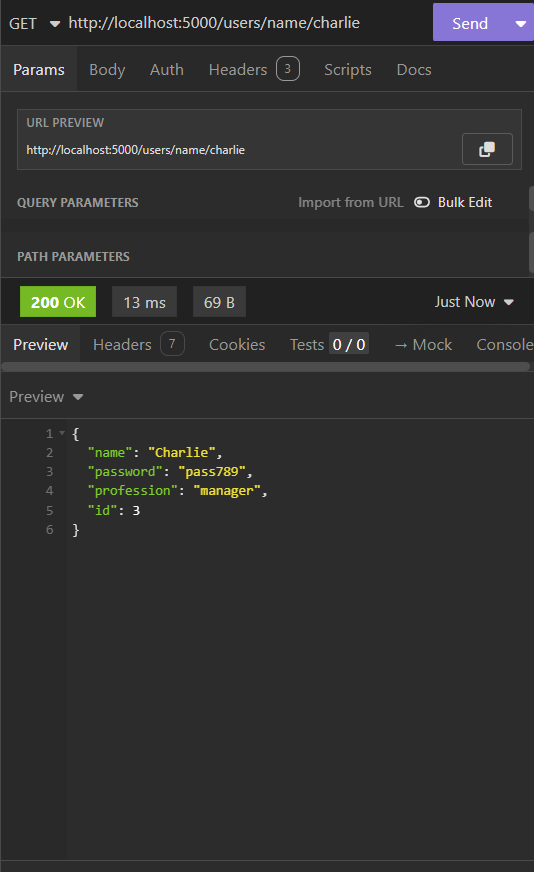 GET http://localhost:5000/users/name/charlie Send
Params Body Auth Headers 3 Scripts Docs
URL PREVIEW
http://localhost:5000/users/name/charlie
QUERY PARAMETERS Import from URL Bulk Edit
PATH PARAMETERS
200 OK 13 ms 69 B Just Now
Preview Headers 7 Cookies Tests 0 / 0 → Mock Console
Preview
1 {
2 "name": "Charlie",
3 "password": "pass789",
4 "profession": "manager",
5 "id": 3
6 }